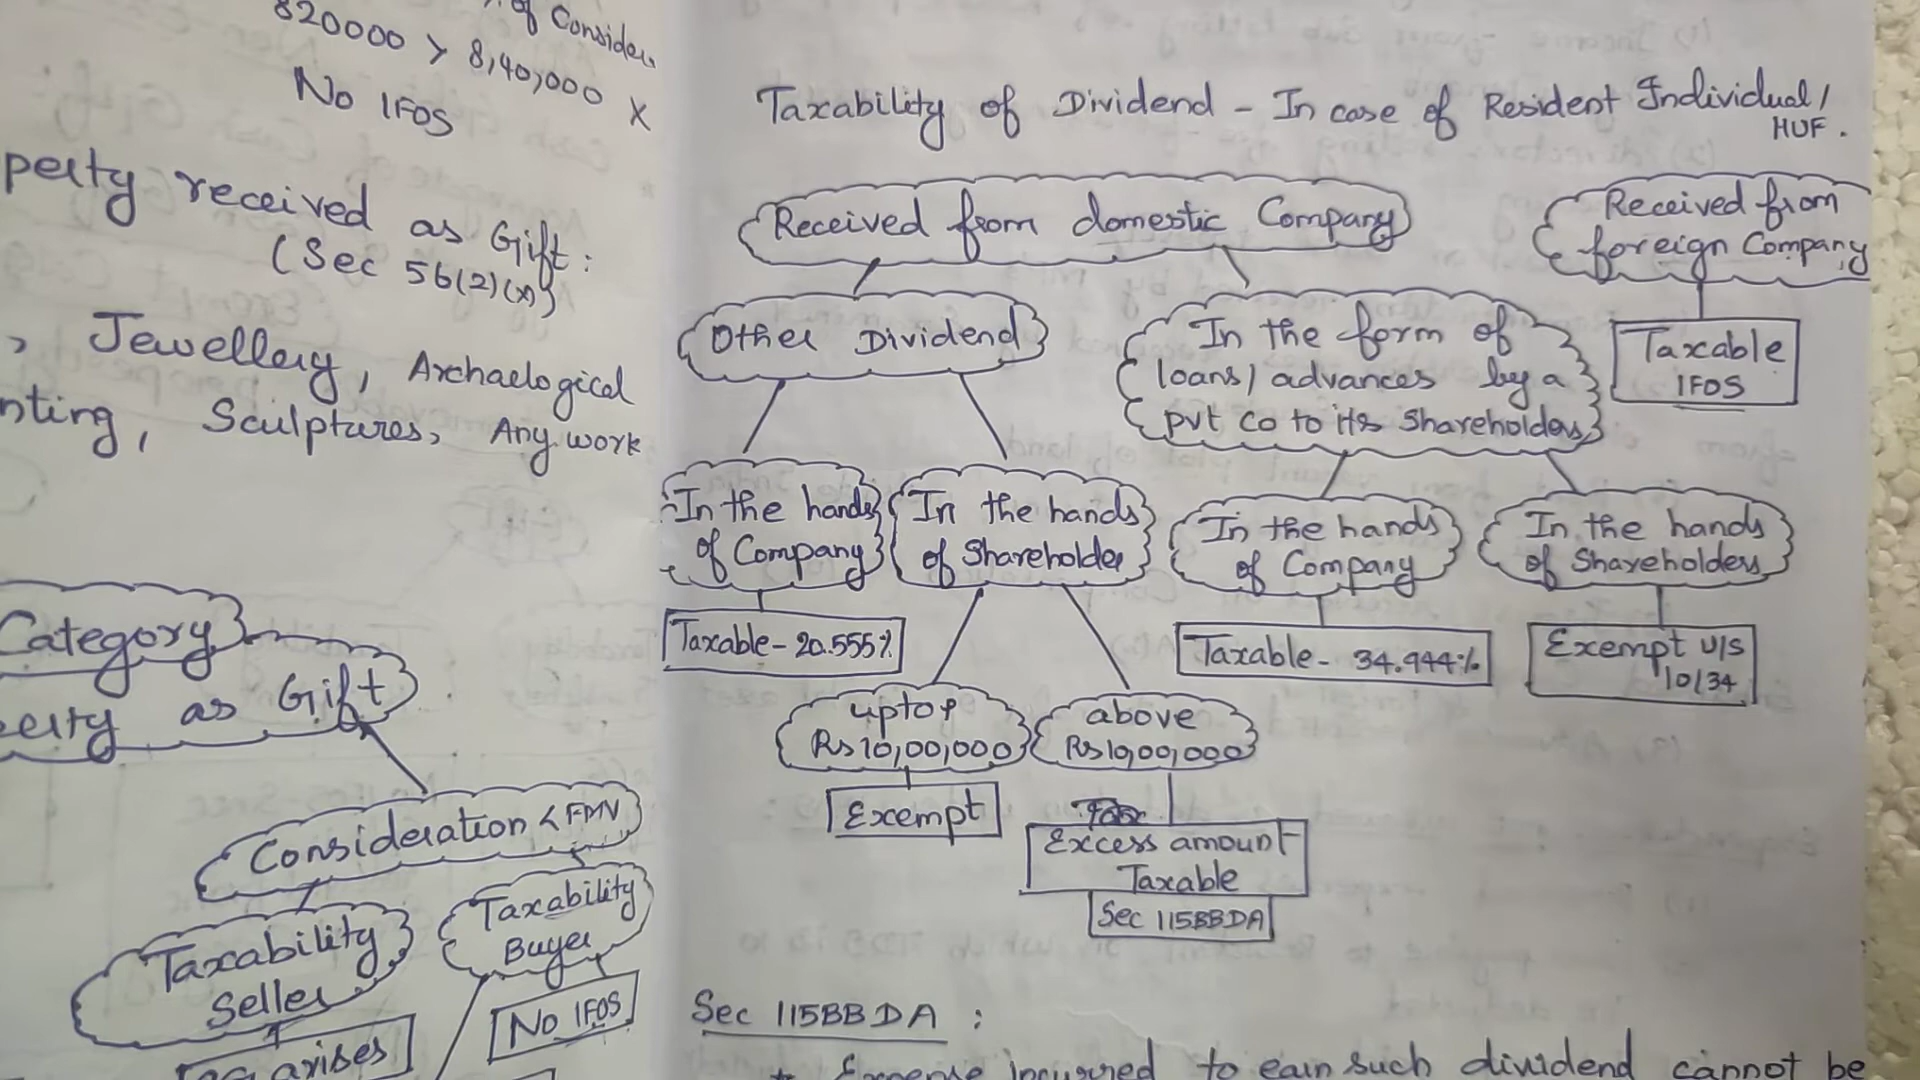 of Consider
820000 > 8,40,000 X
No IFOS
perty received as Gift:
(Sec 56(2)(x)
, Jewellery, Archaelogical
nting, Sculptures, Any work
Category
erty as Gift
Consideration < FMV
Taxability
Seller
Taxability
Buyer
arises
No IFOS
Taxability of Dividend - In case of Resident Individual/
HUF.
Received from domestic Company
Received from
foreign Company
Other Dividend
In the form of
loans/ advances by a
pvt co to its shareholders
Taxable
IFOS
In the hands
of Company
In the hands
of Shareholder
In the hands
of Company
In the hands
of Shareholders
Taxable - 20.555%
Taxable - 34.944%
Exempt U/S
10/34
upto
Rs 10,00,000
above
Rs 10,00,000
Exempt
Excess amount
Taxable
Sec 115BBDA
Sec 115BBDA :
* Expense incurred to earn such dividend cannot be